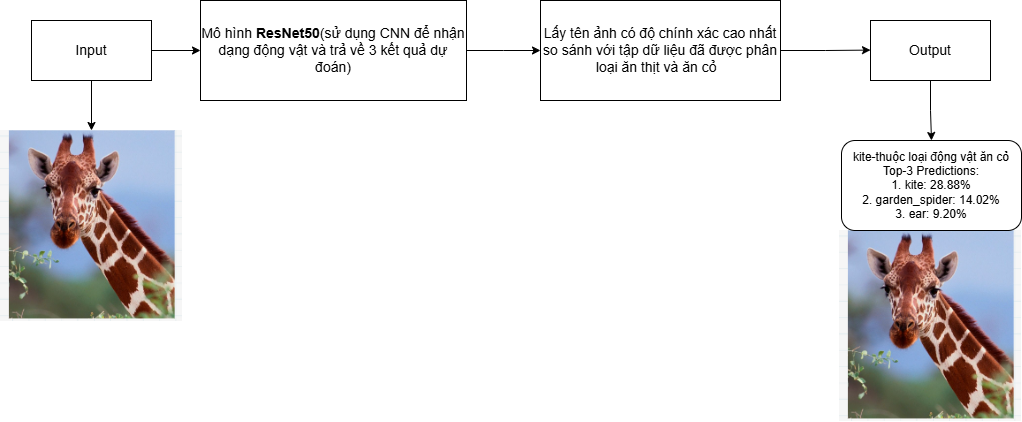 Input
Mô hình ResNet50(sử dụng CNN để nhận
dạng động vật và trả về 3 kết quả dự
đoán)
Lấy tên ảnh có độ chính xác cao nhất
so sánh với tập dữ liệu đã được phân
loại ăn thịt và ăn cỏ
Output
kite-thuộc loại động vật ăn cỏ
Top-3 Predictions:
1. kite: 28.88%
2. garden_spider: 14.02%
3. ear: 9.20%